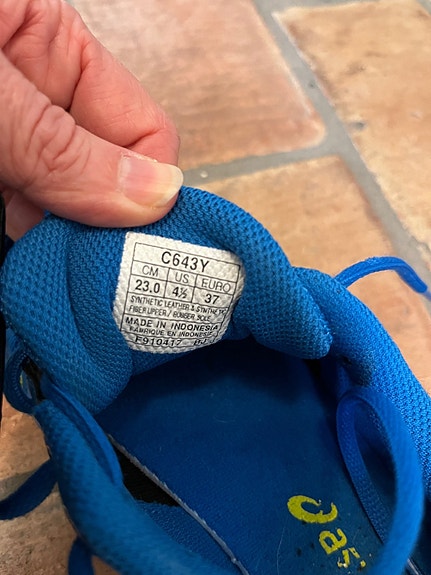 C643Y
CM US EURO
23.0 4½ 37
SYNTHETIC LEATHER & SYNTHETIC
FIBER UPPER / RUBBER SOLE
MADE IN INDONESIA
FABRIQUE EN INDONESIE
F910417
as